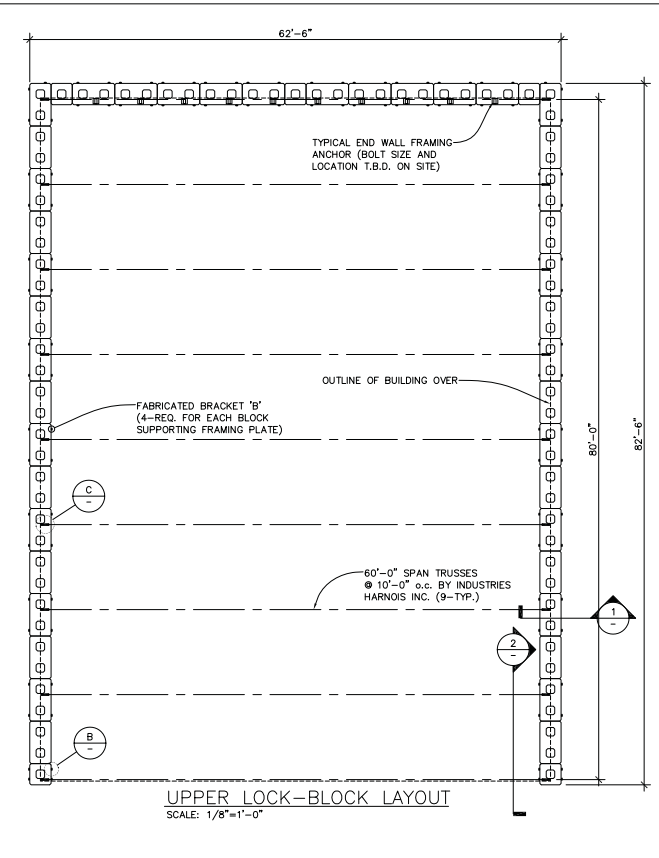 62'-6"
TYPICAL END WALL FRAMING
ANCHOR (BOLT SIZE AND
LOCATION T.B.D. ON SITE)
OUTLINE OF BUILDING OVER
FABRICATED BRACKET 'B'
(4-REQ. FOR EACH BLOCK
SUPPORTING FRAMING PLATE)
80'-0"
82'-6"
C
-
60'-0" SPAN TRUSSES
@ 10'-0" o.c. BY INDUSTRIES
HARNOIS INC. (9-TYP.)
1
-
2
-
B
-
UPPER LOCK-BLOCK LAYOUT
SCALE: 1/8"=1'-0"